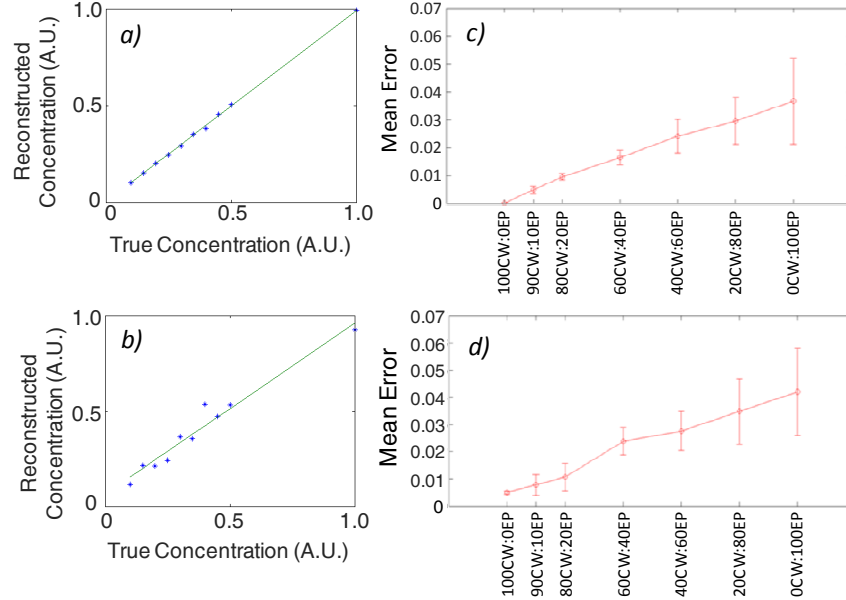 a)
Reconstructed
Concentration (A.U.)
1.0
0.5
0
0
0.5
1.0
True Concentration (A.U.)
c)
Mean Error
0.07
0.06
0.05
0.04
0.03
0.02
0.01
0
100CW:0EP
90CW:10EP
80CW:20EP
60CW:40EP
40CW:60EP
20CW:80EP
0CW:100EP
b)
Reconstructed
Concentration (A.U.)
1.0
0.5
0
0
0.5
1.0
True Concentration (A.U.)
d)
Mean Error
0.07
0.06
0.05
0.04
0.03
0.02
0.01
0
100CW:0EP
90CW:10EP
80CW:20EP
60CW:40EP
40CW:60EP
20CW:80EP
0CW:100EP